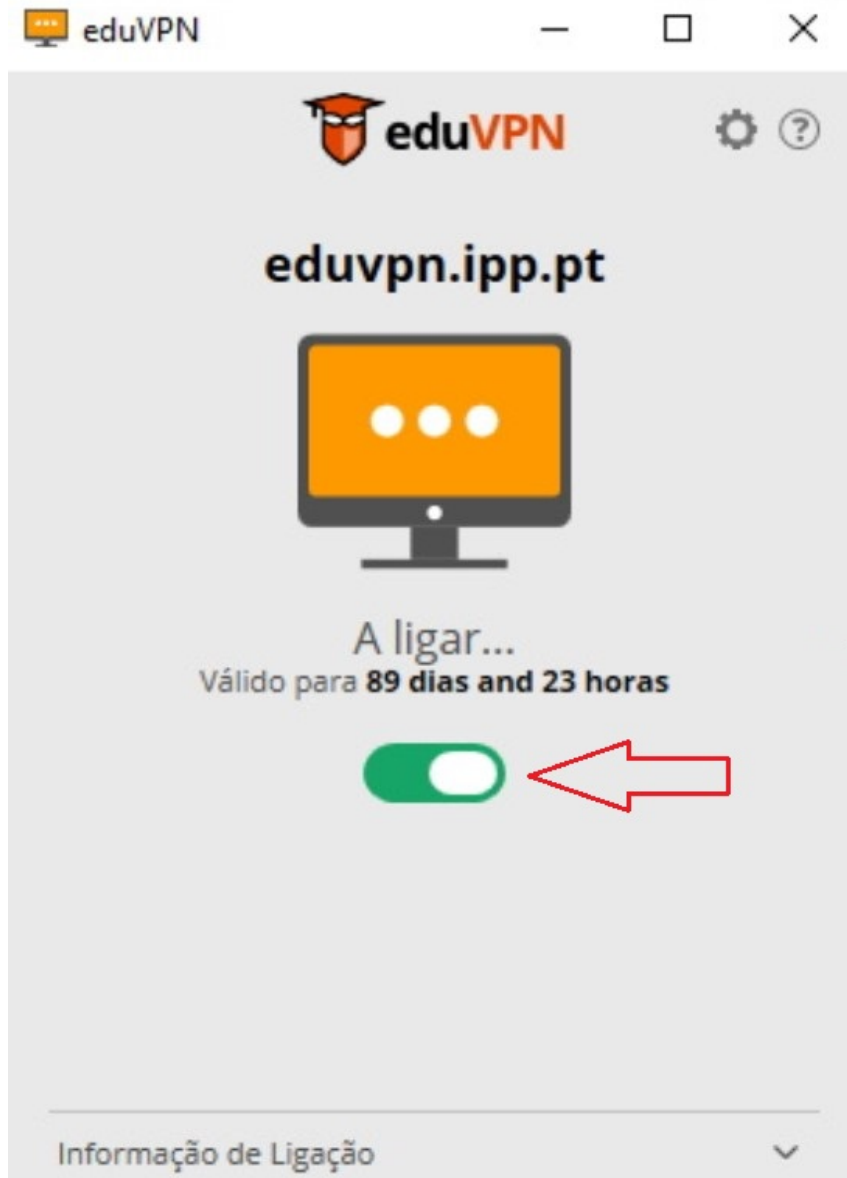 eduVPN
eduVPN
eduvpn.ipp.pt
A ligar...
Válido para 89 dias and 23 horas
Informação de Ligação